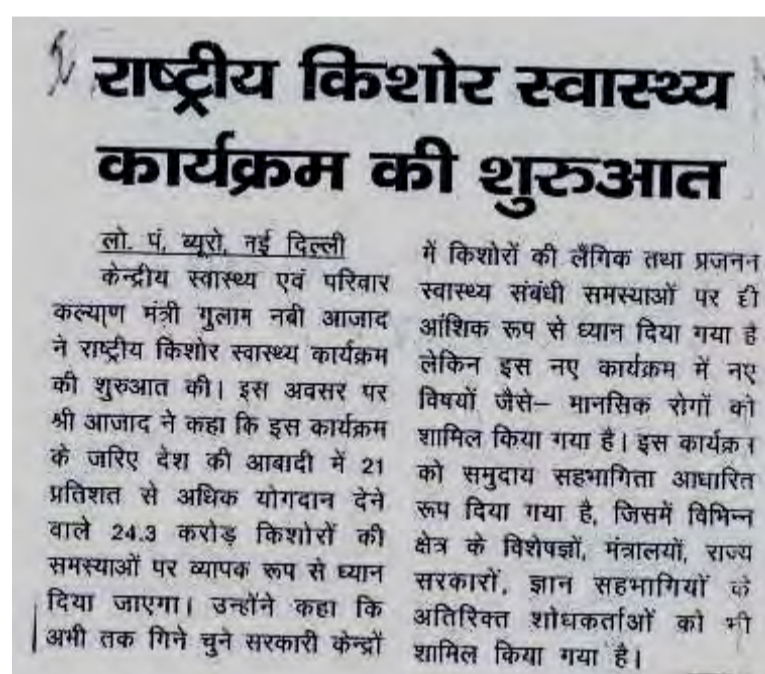 राष्ट्रीय किशोर स्वास्थ्य
कार्यक्रम की शुरुआत
लो. पं. ब्यूरो, नई दिल्ली
केन्द्रीय स्वास्थ्य एवं परिवार
कल्याण मंत्री गुलाम नबी आजाद
ने राष्ट्रीय किशोर स्वास्थ्य कार्यक्रम
की शुरुआत की। इस अवसर पर
श्री आजाद ने कहा कि इस कार्यक्रम
के जरिए देश की आबादी में 21
प्रतिशत से अधिक योगदान देने
वाले 24.3 करोड़ किशोरों की
समस्याओं पर व्यापक रूप से ध्यान
दिया जाएगा। उन्होंने कहा कि
अभी तक गिने चुने सरकारी केन्द्रों
में किशोरों की लैंगिक तथा प्रजनन
स्वास्थ्य संबंधी समस्याओं पर ही
आंशिक रूप से ध्यान दिया गया है
लेकिन इस नए कार्यक्रम में नए
विषयों जैसे– मानसिक रोगों को
शामिल किया गया है। इस कार्यक्रम
को समुदाय सहभागिता आधारित
रूप दिया गया है, जिसमें विभिन्न
क्षेत्र के विशेषज्ञों, मंत्रालयों, राज्य
सरकारों, ज्ञान सहभागियों के
अतिरिक्त शोधकर्ताओं को भी
शामिल किया गया है।